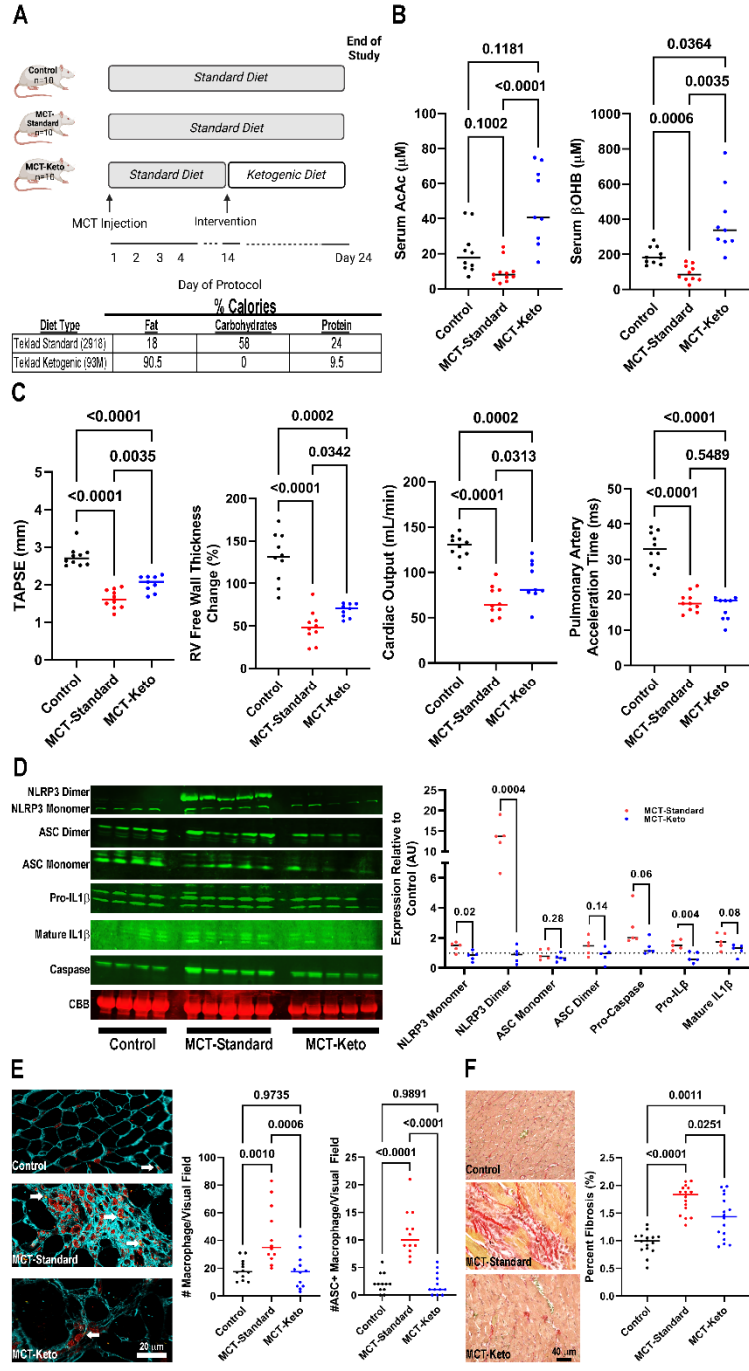 A
End of
Study
Control
n=10
Standard Diet
MCT-
Standard
n=10
Standard Diet
MCT-Keto
n=10
Standard Diet
Ketogenic Diet
MCT Injection
Intervention
1 2 3 4 14 Day 24
Day of Protocol
% Calories
Diet Type Fat Carbohydrates Protein
Teklad Standard (2918) 18 58 24
Teklad Ketogenic (93M) 90.5 0 9.5
B
0.1181
<0.0001
0.1002
Serum AcAc (μM)
100
80
60
40
20
0
Control
MCT-Standard
MCT-Keto
0.0364
0.0035
0.0006
Serum βOHB (μM)
1000
800
600
400
200
0
Control
MCT-Standard
MCT-Keto
C
<0.0001
0.0035
<0.0001
TAPSE (mm)
5
4
3
2
1
0
Control
MCT-Standard
MCT-Keto
0.0002
0.0342
<0.0001
RV Free Wall Thickness
Change (%)
200
150
100
50
0
Control
MCT-Standard
MCT-Keto
0.0002
0.0313
<0.0001
Cardiac Output (mL/min)
200
150
100
50
0
Control
MCT-Standard
MCT-Keto
<0.0001
0.5489
<0.0001
Pulmonary Artery
Acceleration Time (ms)
50
40
30
20
10
0
Control
MCT-Standard
MCT-Keto
D
NLRP3 Dimer
NLRP3 Monomer
ASC Dimer
ASC Monomer
Pro-IL1β
Mature IL1β
Caspase
CBB
Control
MCT-Standard
MCT-Keto
Expression Relative to
Control (AU)
25
20
15
10
4
2
0
MCT-Standard
MCT-Keto
0.02
0.0004
0.28
0.14
0.06
0.004
0.08
NLRP3 Monomer
NLRP3 Dimer
ASC Monomer
ASC Dimer
Pro-Caspase
Pro-ILβ
Mature IL1β
E
Control
MCT-Standard
MCT-Keto
20 μm
0.9735
0.0006
0.0010
# Macrophage/Visual Field
100
80
60
40
20
0
Control
MCT-Standard
MCT-Keto
0.9891
<0.0001
<0.0001
#ASC+ Macrophage/Visual Field
25
20
15
10
5
0
Control
MCT-Standard
MCT-Keto
F
Control
MCT-Standard
MCT-Keto
40 μm
0.0011
0.0251
<0.0001
Percent Fibrosis (%)
2.5
2.0
1.5
1.0
0.5
0.0
Control
MCT-Standard
MCT-Keto